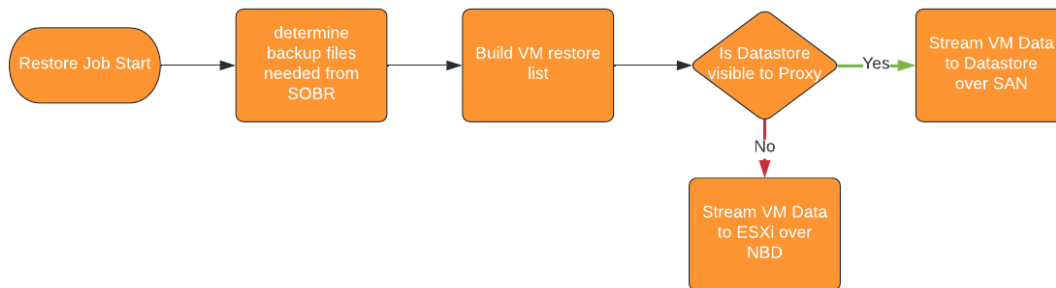 Restore Job Start
determine
backup files
needed from
SOBR
Build VM restore
list
Is Datastore
visible to Proxy
Yes
Stream VM Data
to Datastore
over SAN
No
Stream VM Data
to ESXi over
NBD